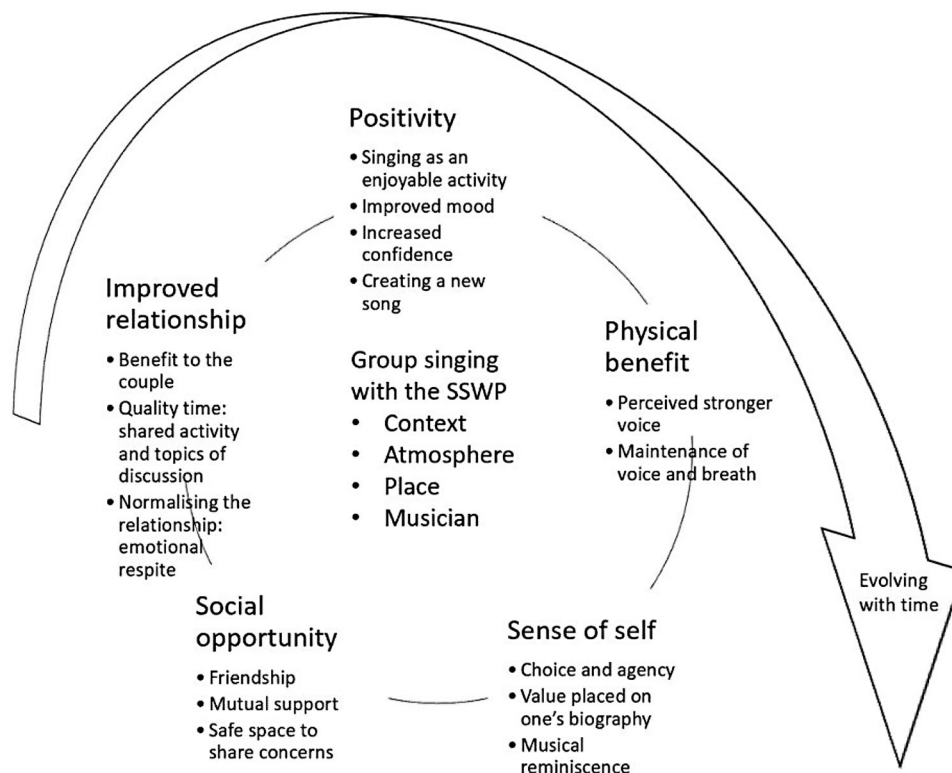 Positivity
• Singing as an
enjoyable activity
• Improved mood
• Increased
confidence
• Creating a new
song
Improved
relationship
• Benefit to the
couple
• Quality time:
shared activity
and topics of
discussion
• Normalising the
relationship:
emotional
respite
Group singing
with the SSWP
• Context
• Atmosphere
• Place
• Musician
Physical
benefit
• Perceived stronger
voice
• Maintenance of
voice and breath
Evolving
with time
Social
opportunity
• Friendship
• Mutual support
• Safe space to
share concerns
Sense of self
• Choice and agency
• Value placed on
one's biography
• Musical
reminiscence